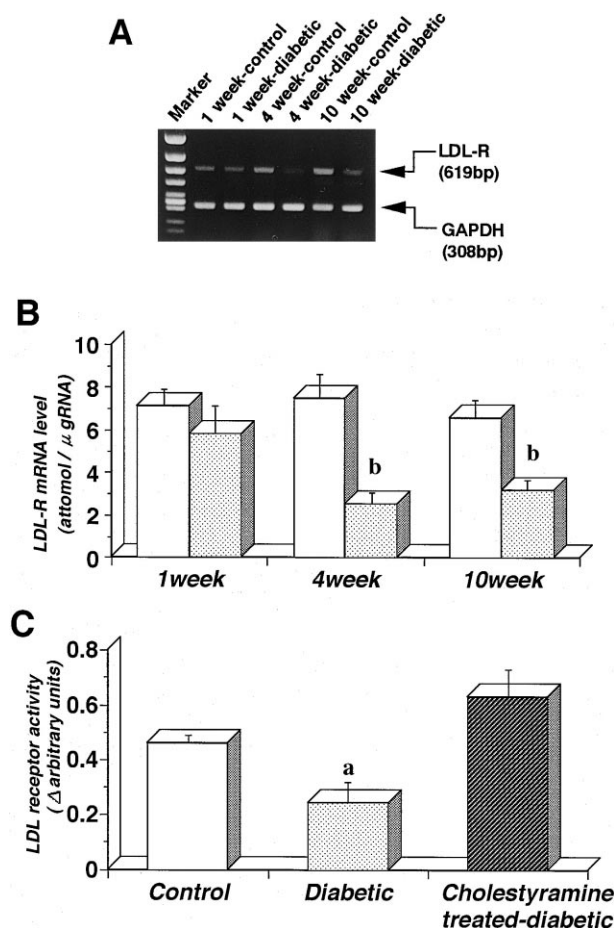 A
Marker
1 week-control
1 week-diabetic
4 week-control
4 week-diabetic
10 week-control
10 week-diabetic
LDL-R
(619bp)
GAPDH
(308bp)
B
LDL-R mRNA level
(attomol / μ gRNA)
10
8
6
4
2
0
b
b
1week
4week
10week
C
LDL receptor activity
(Δarbitrary units)
0.8
0.6
0.4
0.2
0
a
Control
Diabetic
Cholestyramine
treated-diabetic